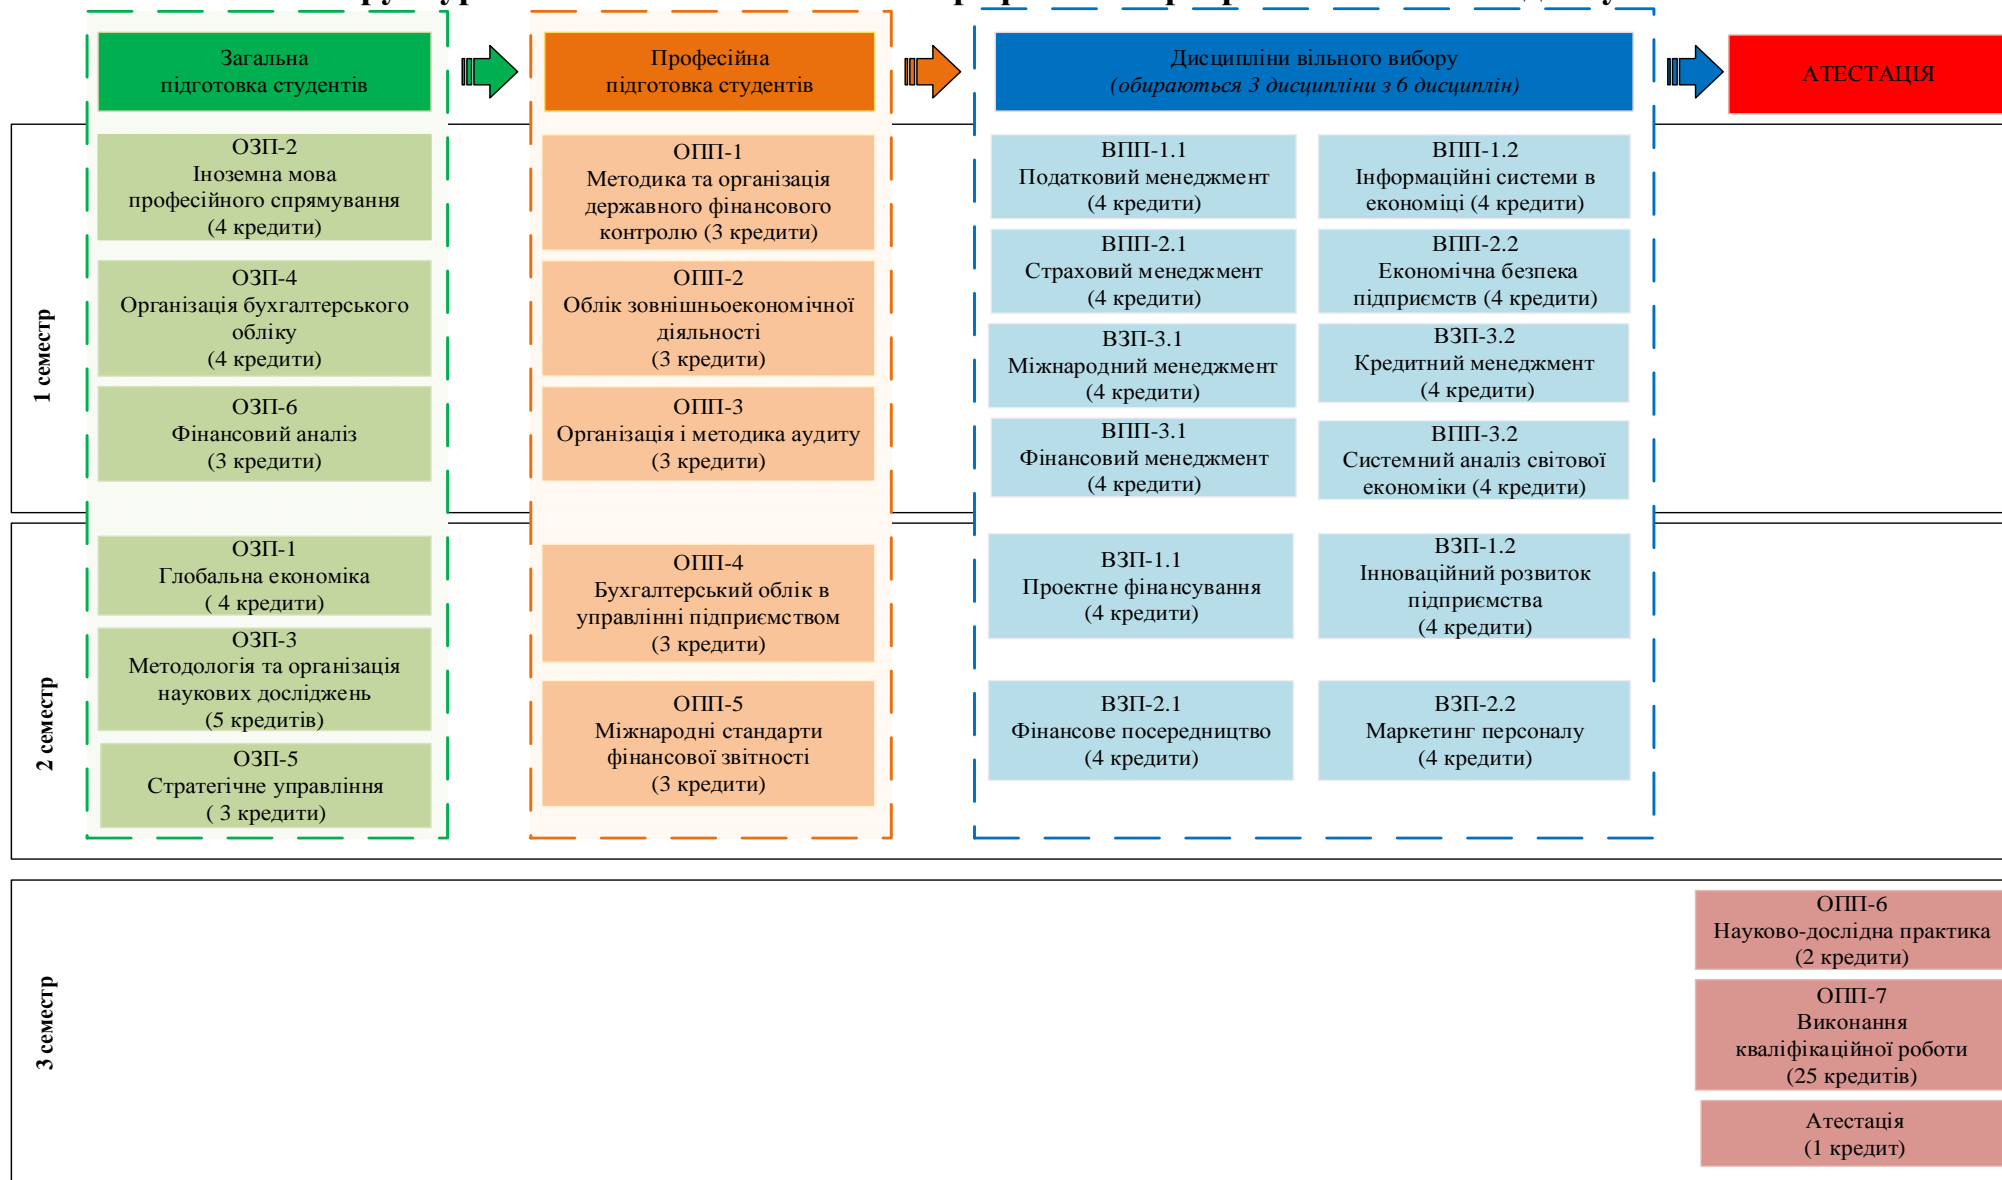 Загальна
підготовка студентів
Професійна
підготовка студентів
Дисципліни вільного вибору
(обираються 3 дисципліни з 6 дисциплін)
АТЕСТАЦІЯ
1 семестр
ОЗП-2
Іноземна мова
професійного спрямування
(4 кредити)
ОЗП-4
Організація бухгалтерського
обліку
(4 кредити)
ОЗП-6
Фінансовий аналіз
(3 кредити)
ОПП-1
Методика та організація
державного фінансового
контролю (3 кредити)
ОПП-2
Облік зовнішньоекономічної
діяльності
(3 кредити)
ОПП-3
Організація і методика аудиту
(3 кредити)
ВПП-1.1
Податковий менеджмент
(4 кредити)
ВПП-1.2
Інформаційні системи в
економіці (4 кредити)
ВПП-2.1
Страховий менеджмент
(4 кредити)
ВПП-2.2
Економічна безпека
підприємств (4 кредити)
ВЗП-3.1
Міжнародний менеджмент
(4 кредити)
ВЗП-3.2
Кредитний менеджмент
(4 кредити)
ВПП-3.1
Фінансовий менеджмент
(4 кредити)
ВПП-3.2
Системний аналіз світової
економіки (4 кредити)
2 семестр
ОЗП-1
Глобальна економіка
( 4 кредити)
ОЗП-3
Методологія та організація
наукових досліджень
(5 кредитів)
ОЗП-5
Стратегічне управління
( 3 кредити)
ОПП-4
Бухгалтерський облік в
управлінні підприємством
(3 кредити)
ОПП-5
Міжнародні стандарти
фінансової звітності
(3 кредити)
ВЗП-1.1
Проектне фінансування
(4 кредити)
ВЗП-1.2
Інноваційний розвиток
підприємства
(4 кредити)
ВЗП-2.1
Фінансове посередництво
(4 кредити)
ВЗП-2.2
Маркетинг персоналу
(4 кредити)
3 семестр
ОПП-6
Науково-дослідна практика
(2 кредити)
ОПП-7
Виконання
кваліфікаційної роботи
(25 кредитів)
Атестація
(1 кредит)